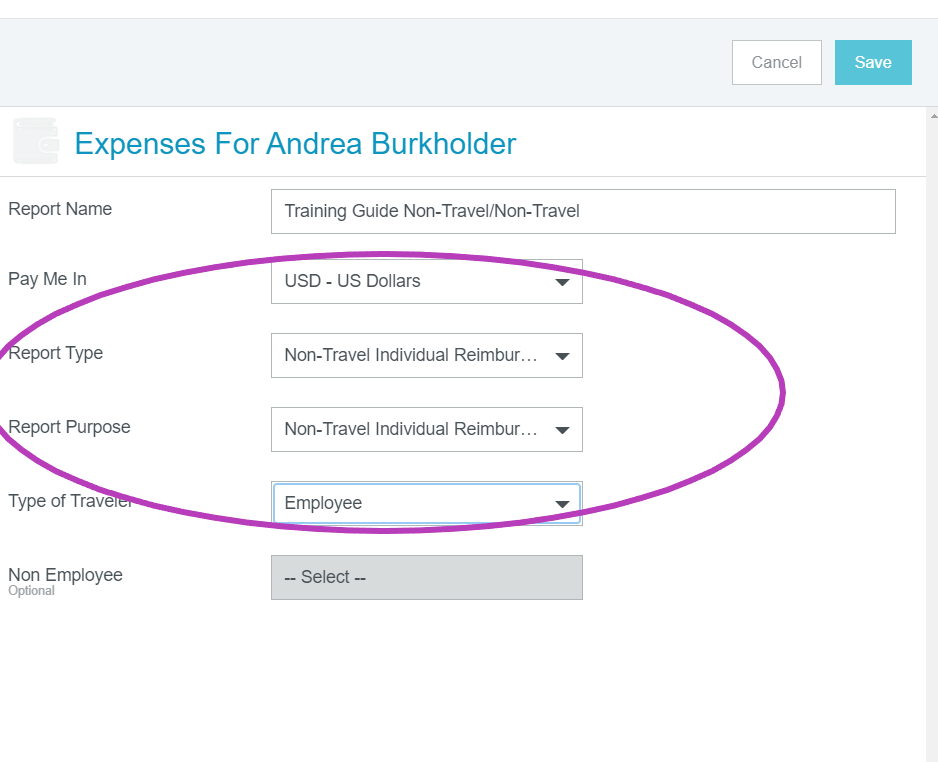 Cancel
Save
Expenses For Andrea Burkholder
Report Name
Training Guide Non-Travel/Non-Travel
Pay Me In
USD - US Dollars
Report Type
Non-Travel Individual Reimbur...
Report Purpose
Non-Travel Individual Reimbur...
Type of Traveler
Employee
Non Employee
Optional
-- Select --